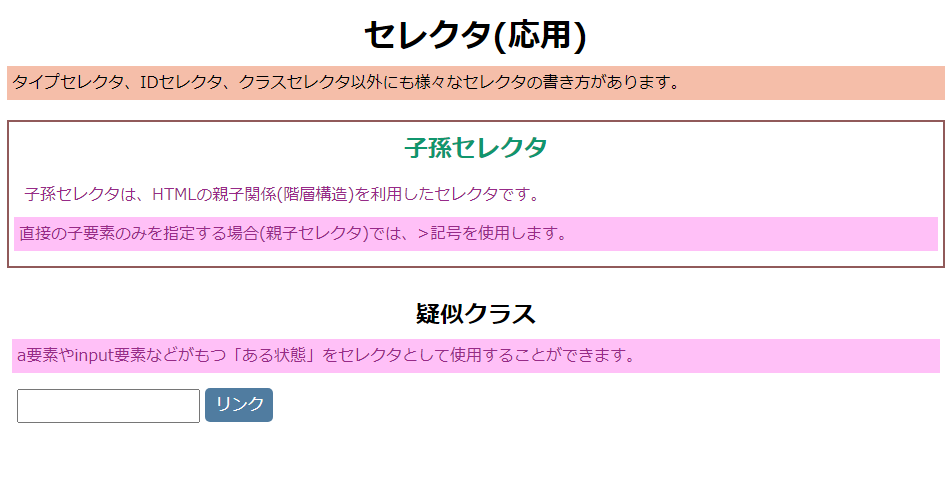 セレクタ(応用)
タイプセレクタ、IDセレクタ、クラスセレクタ以外にも様々なセレクタの書き方があります。
子孫セレクタ
子孫セレクタは、HTMLの親子関係(階層構造)を利用したセレクタです。
直接の子要素のみを指定する場合(親子セレクタ)では、>記号を使用します。
疑似クラス
a要素やinput要素などがもつ「ある状態」をセレクタとして使用することができます。
リンク